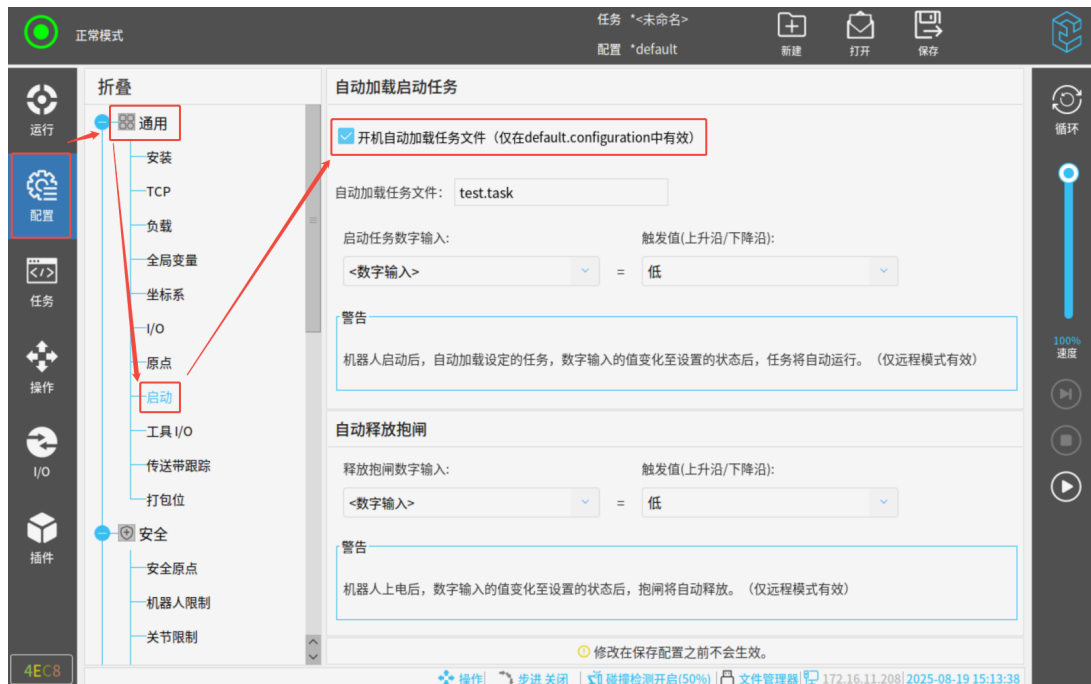 正常模式
任务 *<未命名>
配置 *default
新建
打开
保存
运行
配置
任务
操作
I/O
插件
4EC8
折叠
通用
安装
TCP
负载
全局变量
坐标系
I/O
原点
启动
工具 I/O
传送带跟踪
打包位
安全
安全原点
机器人限制
关节限制
自动加载启动任务
开机自动加载任务文件（仅在default.configuration中有效）
自动加载任务文件： test.task
启动任务数字输入: 触发值(上升沿/下降沿):
<数字输入> = 低
警告
机器人启动后，自动加载设定的任务，数字输入的值变化至设置的状态后，任务将自动运行。（仅远程模式有效）
自动释放抱闸
释放抱闸数字输入: 触发值(上升沿/下降沿):
<数字输入> = 低
警告
机器人上电后，数字输入的值变化至设置的状态后，抱闸将自动释放。（仅远程模式有效）
修改在保存配置之前不会生效。
操作| 步进 关闭 | 碰撞检测开启(50%) | 文件管理器| 172.16.11.208| 2025-08-19 15:13:38
循环
100%
速度